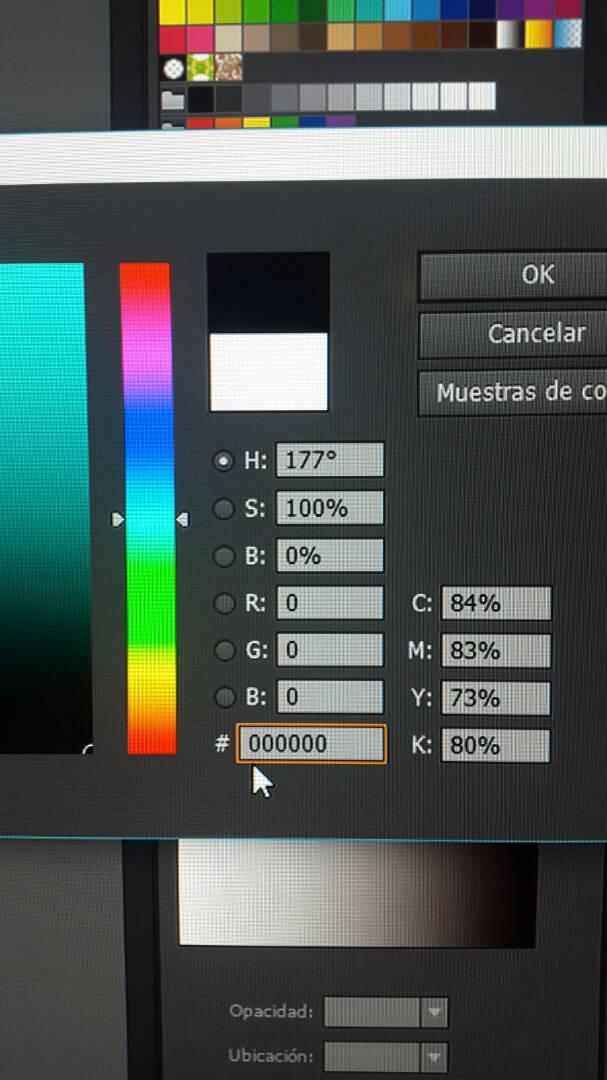 OK
Cancelar
Muestras de co
H: 177°
S: 100%
B: 0%
R: 0
G: 0
B: 0
# 000000
C: 84%
M: 83%
Y: 73%
K: 80%
Opacidad:
Ubicación: